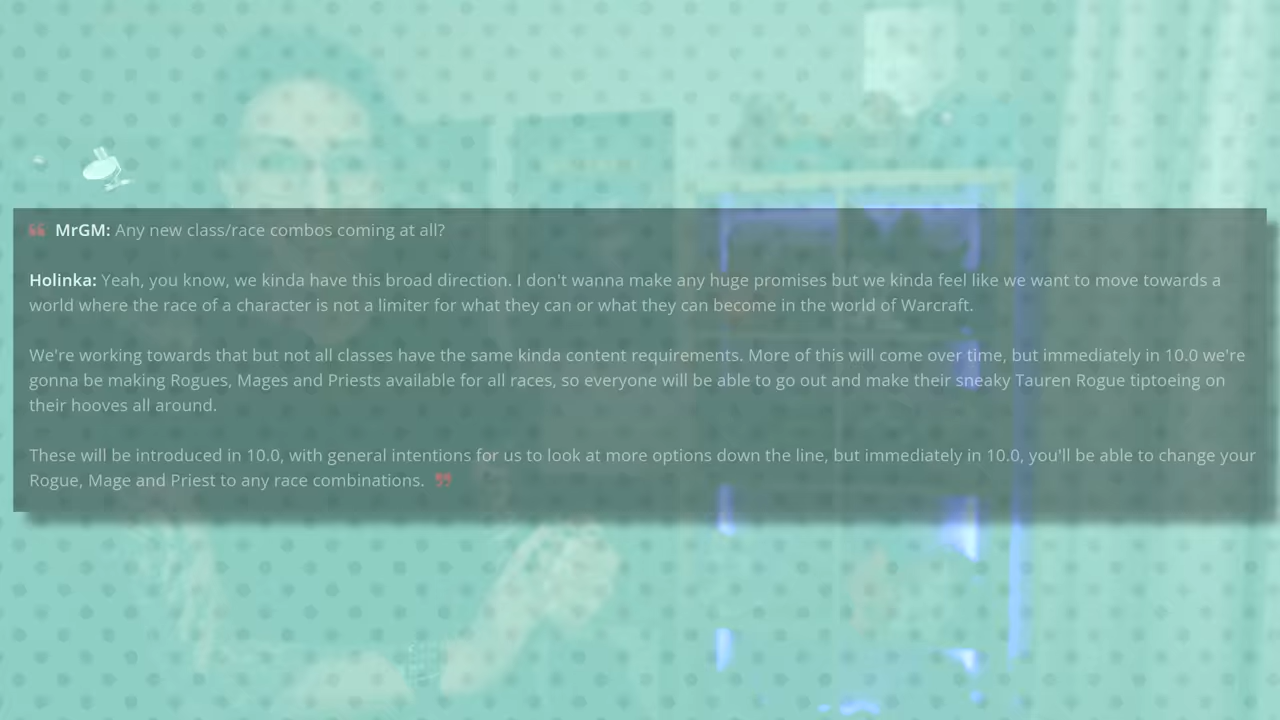 ❝ MrGM: Any new class/race combos coming at all?
Holinka: Yeah, you know, we kinda have this broad direction. I don't wanna make any huge promises but we kinda feel like we want to move towards a
world where the race of a character is not a limiter for what they can or what they can become in the world of Warcraft.
We're working towards that but not all classes have the same kinda content requirements. More of this will come over time, but immediately in 10.0 we're
gonna be making Rogues, Mages and Priests available for all races, so everyone will be able to go out and make their sneaky Tauren Rogue tiptoeing on
their hooves all around.
These will be introduced in 10.0, with general intentions for us to look at more options down the line, but immediately in 10.0, you'll be able to change your
Rogue, Mage and Priest to any race combinations. ❞